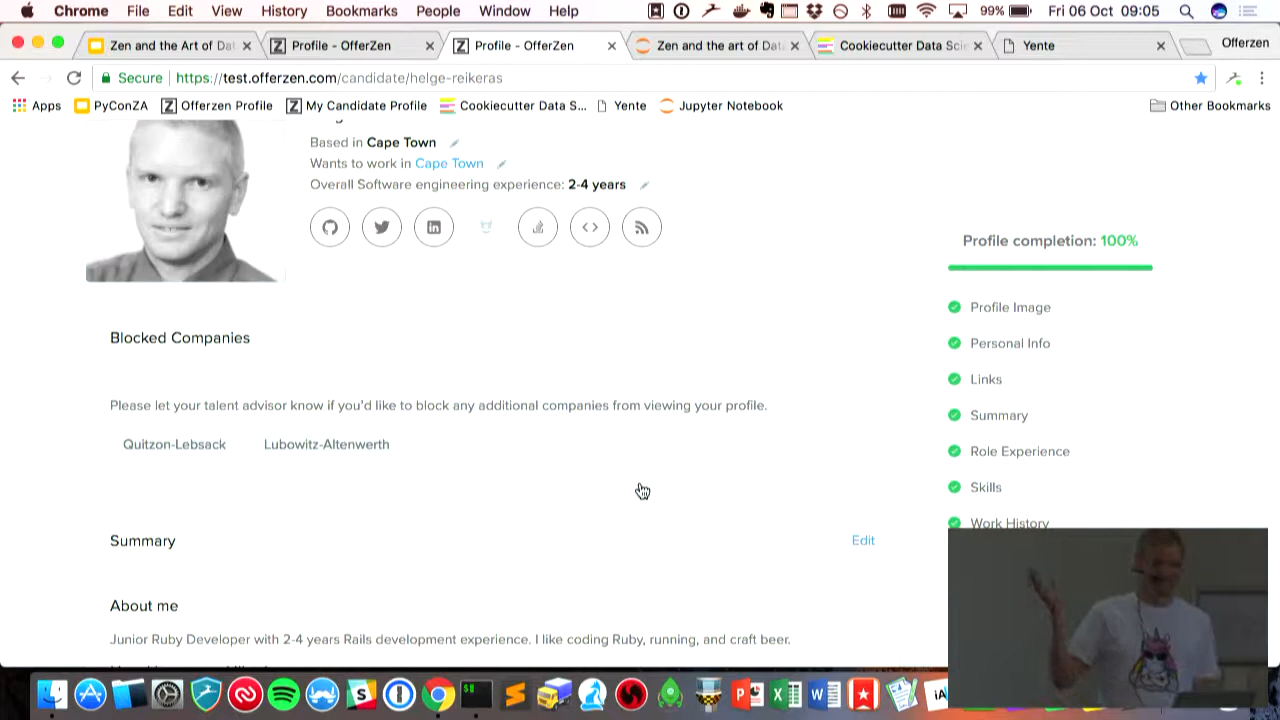 Chrome File Edit View History Bookmarks People Window Help 99% Fri 06 Oct 09:05
Zen and the Art of Dat Profile - OfferZen Profile - OfferZen Zen and the art of Dat Cookiecutter Data Scie Yente Offerzen
Secure https://test.offerzen.com/candidate/helge-reikeras
Apps PyConZA Offerzen Profile My Candidate Profile Cookiecutter Data S... Yente Jupyter Notebook Other Bookmarks
Based in Cape Town
Wants to work in Cape Town
Overall Software engineering experience: 2-4 years
Profile completion: 100%
Profile Image
Blocked Companies
Personal Info
Links
Please let your talent advisor know if you'd like to block any additional companies from viewing your profile.
Summary
Quitzon-Lebsack Lubowitz-Altenwerth
Role Experience
Skills
Work History
Summary Edit
About me
Junior Ruby Developer with 2-4 years Rails development experience. I like coding Ruby, running, and craft beer.